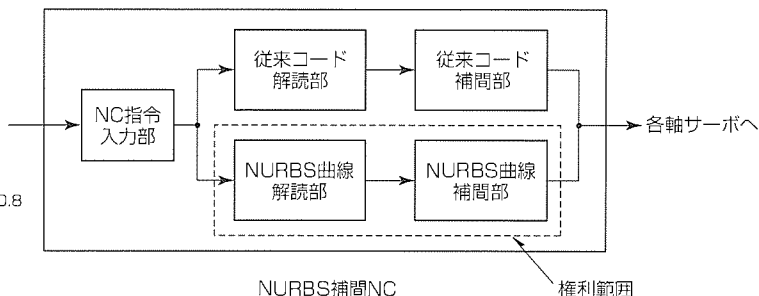 従来コード
解読部
従来コード
補間部
NC指令
入力部
各軸サーボへ
NURBS曲線
解読部
NURBS曲線
補間部
0.8
NURBS補間NC
権利範囲